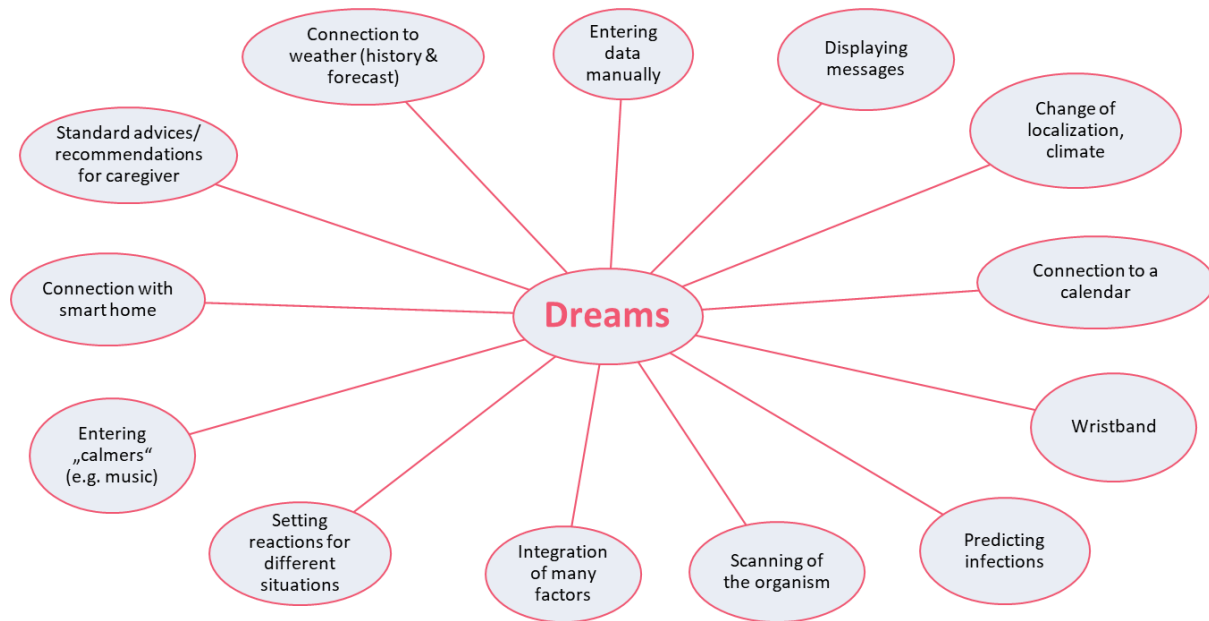 Connection to
weather (history &
forecast)
Entering
data
manually
Displaying
messages
Change of
localization,
climate
Connection to a
calendar
Wristband
Predicting
infections
Scanning of
the organism
Integration
of many
factors
Setting
reactions for
different
situations
Entering
„calmers“
(e.g. music)
Connection with
smart home
Standard advices/
recommendations
for caregiver
Dreams